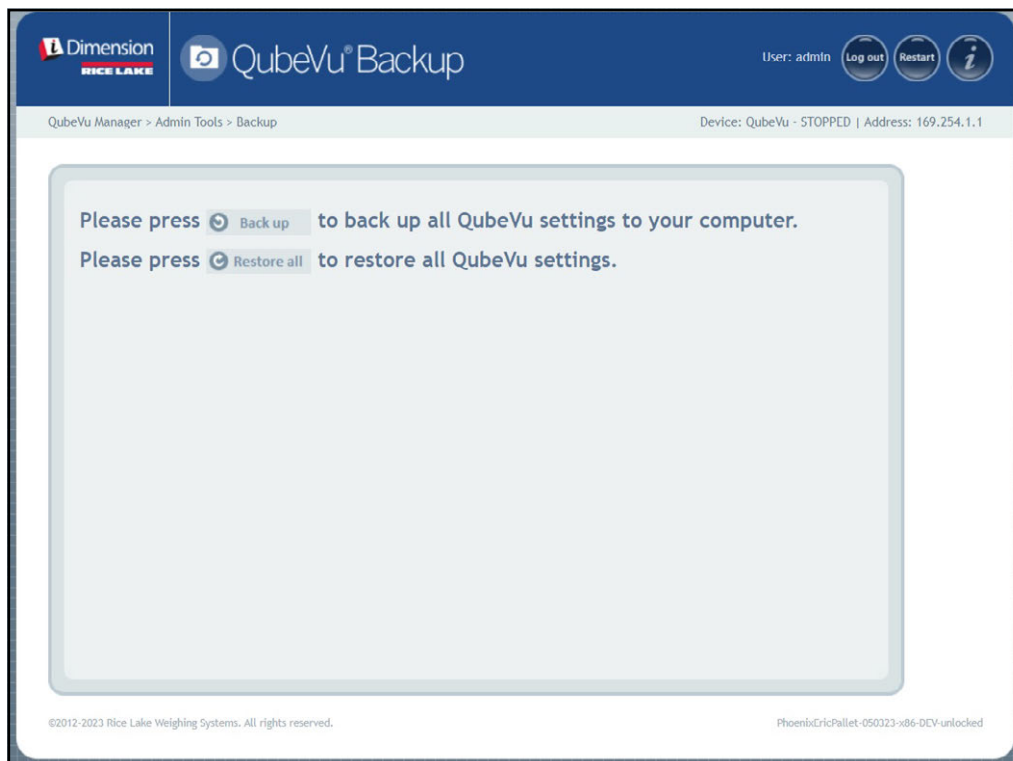 iDimension
RICE LAKE
QubeVu® Backup
User: admin
Log out
Restart
i
QubeVu Manager > Admin Tools > Backup
Device: QubeVu - STOPPED | Address: 169.254.1.1
Please press Back up to back up all QubeVu settings to your computer.
Please press Restore all to restore all QubeVu settings.
©2012-2023 Rice Lake Weighing Systems. All rights reserved.
PhoenixEricPallet-050323-x86-DEV-unlocked